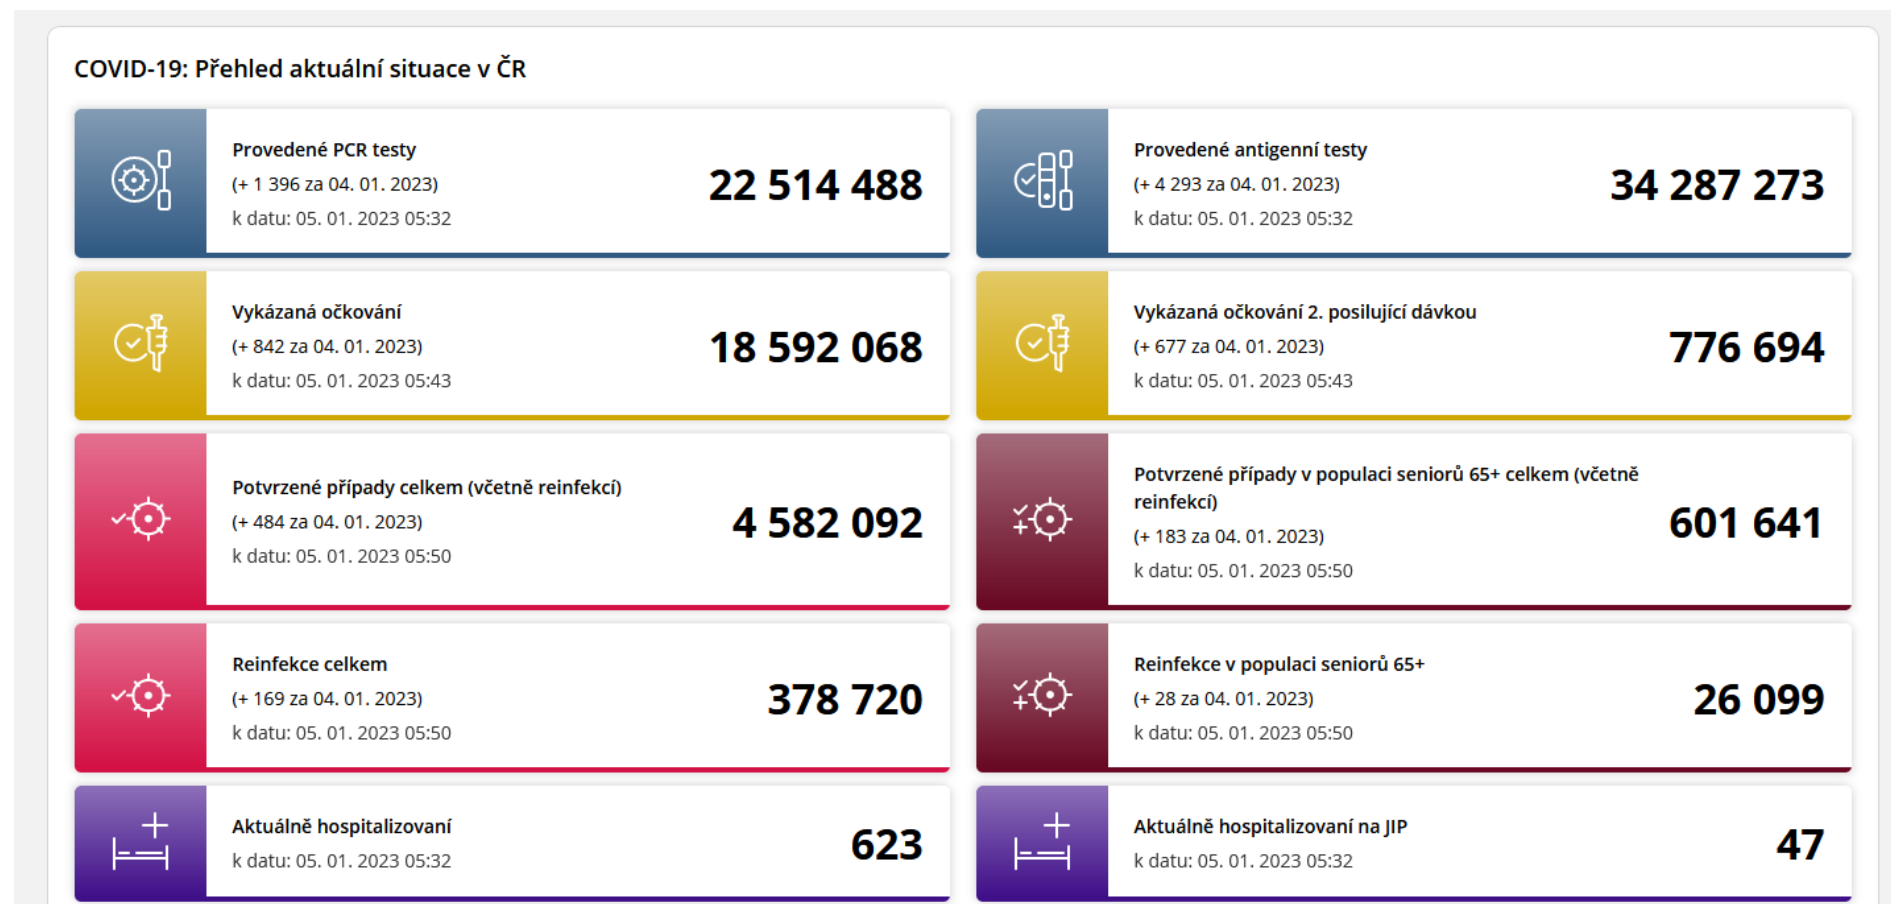 COVID-19: Přehled aktuální situace v ČR
Provedené PCR testy
(+ 1 396 za 04. 01. 2023)
k datu: 05. 01. 2023 05:32
22 514 488
Provedené antigenní testy
(+ 4 293 za 04. 01. 2023)
k datu: 05. 01. 2023 05:32
34 287 273
Vykázaná očkování
(+ 842 za 04. 01. 2023)
k datu: 05. 01. 2023 05:43
18 592 068
Vykázaná očkování 2. posilující dávkou
(+ 677 za 04. 01. 2023)
k datu: 05. 01. 2023 05:43
776 694
Potvrzené případy celkem (včetně reinfekcí)
(+ 484 za 04. 01. 2023)
k datu: 05. 01. 2023 05:50
4 582 092
Potvrzené případy v populaci seniorů 65+ celkem (včetně
reinfekcí)
(+ 183 za 04. 01. 2023)
k datu: 05. 01. 2023 05:50
601 641
Reinfekce celkem
(+ 169 za 04. 01. 2023)
k datu: 05. 01. 2023 05:50
378 720
Reinfekce v populaci seniorů 65+
(+ 28 za 04. 01. 2023)
k datu: 05. 01. 2023 05:50
26 099
Aktuálně hospitalizovaní
k datu: 05. 01. 2023 05:32
623
Aktuálně hospitalizovaní na JIP
k datu: 05. 01. 2023 05:32
47